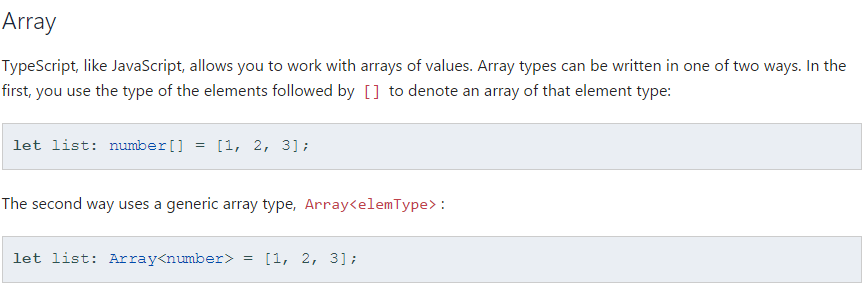 Array
TypeScript, like JavaScript, allows you to work with arrays of values. Array types can be written in one of two ways. In the
first, you use the type of the elements followed by [] to denote an array of that element type:
let list: number[] = [1, 2, 3];
The second way uses a generic array type, Array<elemType>:
let list: Array<number> = [1, 2, 3];